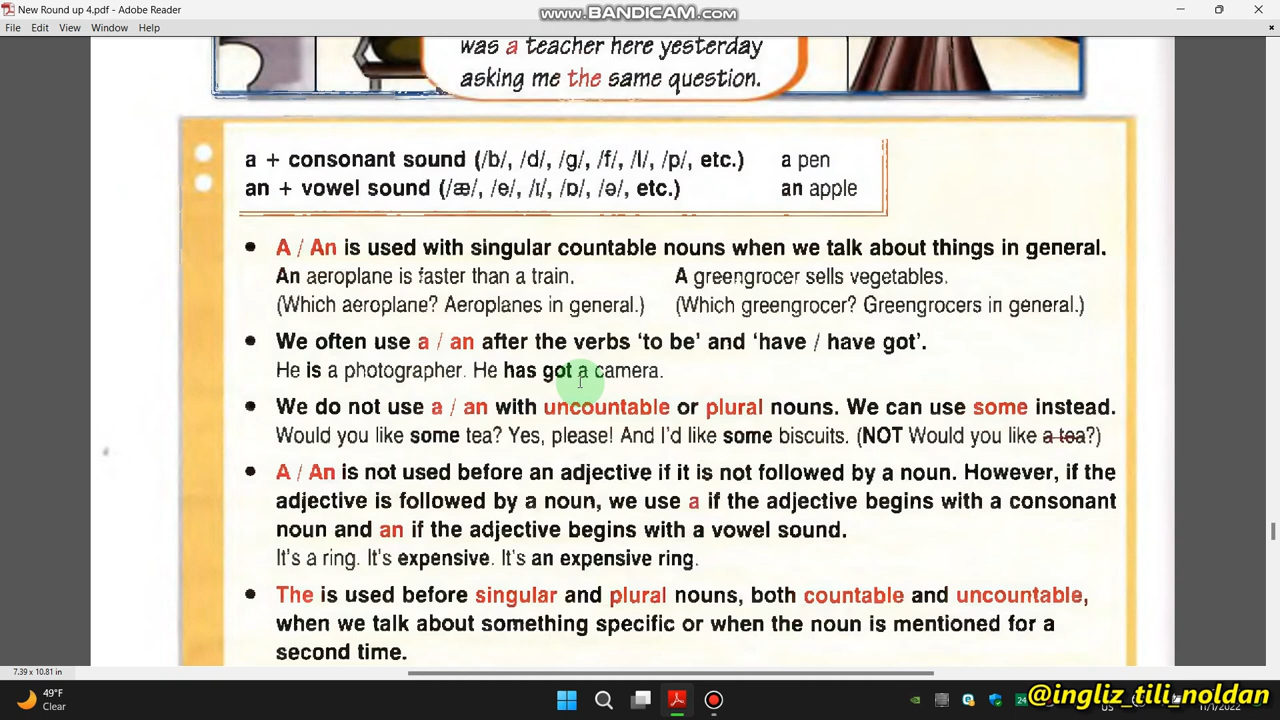 New Round up 4.pdf - Adobe Reader
WWW.BANDICAM.COM
File Edit View Window Help
was a teacher here yesterday
asking me the same question.
a + consonant sound (/b/, /d/, /g/, /f/, /l/, /p/, etc.) a pen
an + vowel sound (/æ/, /e/, /ɪ/, /ɒ/, /ə/, etc.) an apple
• A / An is used with singular countable nouns when we talk about things in general.
An aeroplane is faster than a train. A greengrocer sells vegetables.
(Which aeroplane? Aeroplanes in general.) (Which greengrocer? Greengrocers in general.)
• We often use a / an after the verbs ‘to be’ and ‘have / have got’.
He is a photographer. He has got a camera.
• We do not use a / an with uncountable or plural nouns. We can use some instead.
Would you like some tea? Yes, please! And I'd like some biscuits. (NOT Would you like a tea?)
• A / An is not used before an adjective if it is not followed by a noun. However, if the
adjective is followed by a noun, we use a if the adjective begins with a consonant
noun and an if the adjective begins with a vowel sound.
It's a ring. It's expensive. It's an expensive ring.
• The is used before singular and plural nouns, both countable and uncountable,
when we talk about something specific or when the noun is mentioned for a
second time.
7.39 x 10.81 in
49°F
Clear
24
@ingliz_tili_noldan
11/1/2022